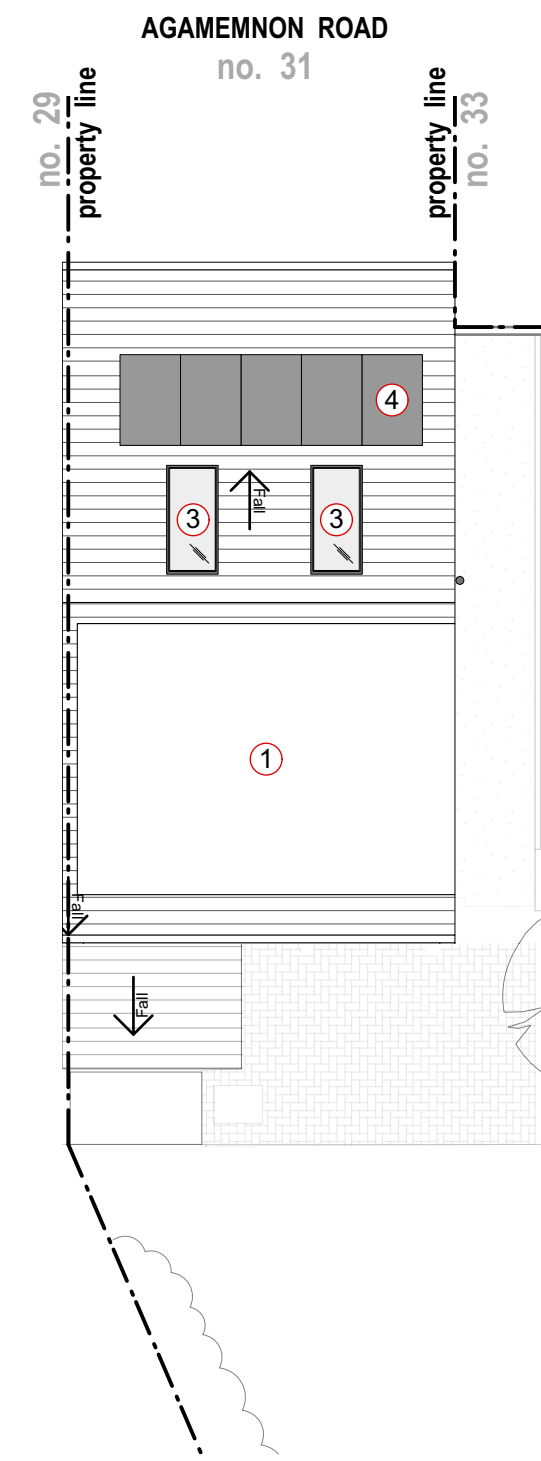 AGAMEMNON ROAD
no. 31
no. 29
property line
property line
no. 33
4
3
Fall
3
1
Fall
Fall